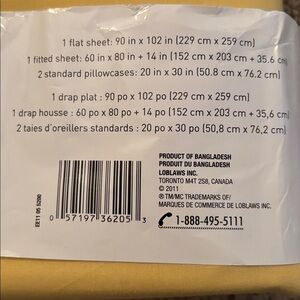 1 flat sheet: 90 in x 102 in (229 cm x 259 cm)
1 fitted sheet: 60 in x 80 in + 14 in (152 cm x 203 cm + 35.6 cm)
2 standard pillowcases: 20 in x 30 in (50.8 cm x 76.2 cm)
1 drap plat : 90 po x 102 po (229 cm x 259 cm)
1 drap housse : 60 po x 80 po + 14 po (152 cm x 203 cm + 35,6 cm)
2 taies d'oreillers standards : 20 po x 30 po (50,8 cm x 76,2 cm)
EE11 05 5200
0 57197 36205 3
PRODUCT OF BANGLADESH
PRODUIT DU BANGLADESH
LOBLAWS INC.
TORONTO M4T 2S8, CANADA
© 2011
®/TM/MC TRADEMARKS OF/
MARQUES DE COMMERCE DE LOBLAWS INC.
1-888-495-5111